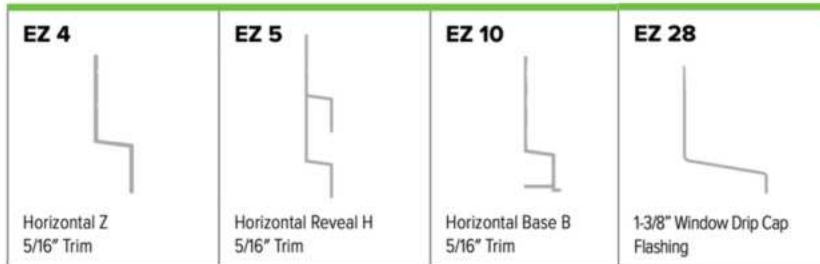 EZ 4
Horizontal Z
5/16" Trim
EZ 5
Horizontal Reveal H
5/16" Trim
EZ 10
Horizontal Base B
5/16" Trim
EZ 28
1-3/8" Window Drip Cap
Flashing